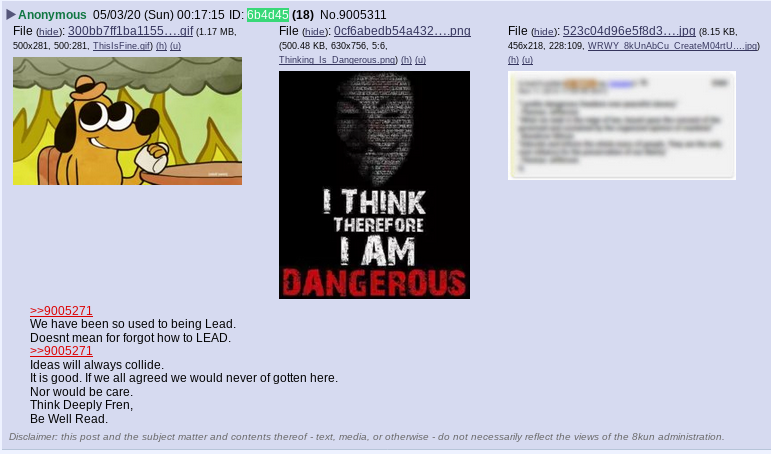 Anonymous 05/03/20 (Sun) 00:17:15 ID: 6b4d45 (18) No.9005311
File (hide): 300bb7ff1ba1155….gif (1.17 MB, 500x281, 500:281, ThisIsFine.gif) (h) (u)
File (hide): 0cf6abedb54a432….png (500.48 KB, 630x756, 5:6, Thinking_Is_Dangerous.png) (h) (u)
File (hide): 523c04d96e5f8d3….jpg (8.15 KB, 456x218, 228:109, WRWY_8kUnAbCu_CreateM04rtU….jpg) (h) (u)
I THINK
THEREFORE
I AM
DANGEROUS
>>9005271
We have been so used to being Lead.
Doesnt mean for forgot how to LEAD.
>>9005271
Ideas will always collide.
It is good. If we all agreed we would never of gotten here.
Nor would be care.
Think Deeply Fren,
Be Well Read.
Disclaimer: this post and the subject matter and contents thereof - text, media, or otherwise - do not necessarily reflect the views of the 8kun administration.